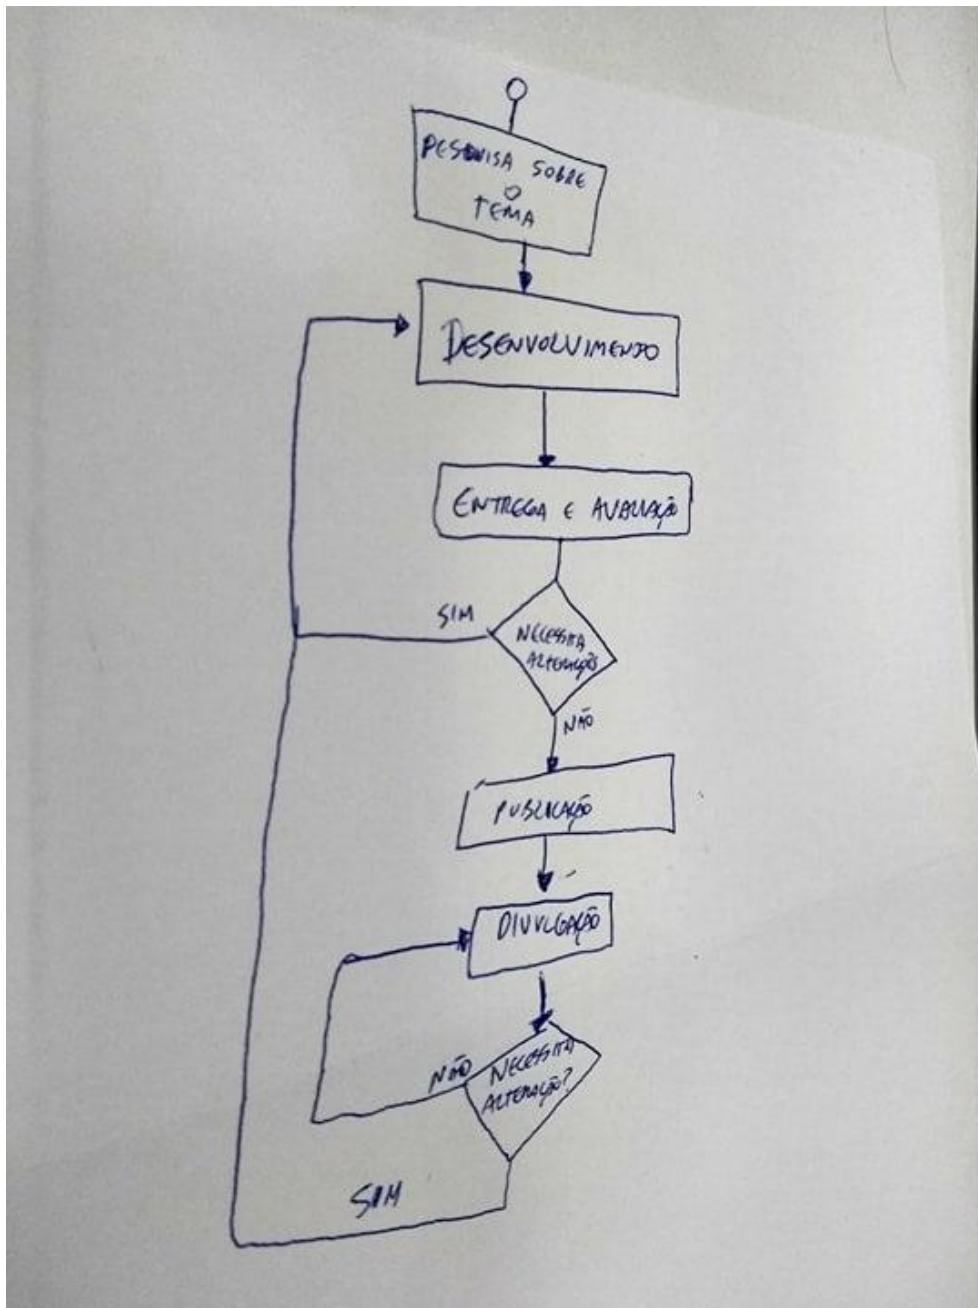 PESQUISA SOBRE
O
TEMA
DESENVOLVIMENTO
ENTREGA E AVALIAÇÃO
SIM
NECESSITA
ALTERAÇÕES
NÃO
PUBLICAÇÃO
DIVULGAÇÃO
NÃO
NECESSITA
ALTERAÇÃO?
SIM